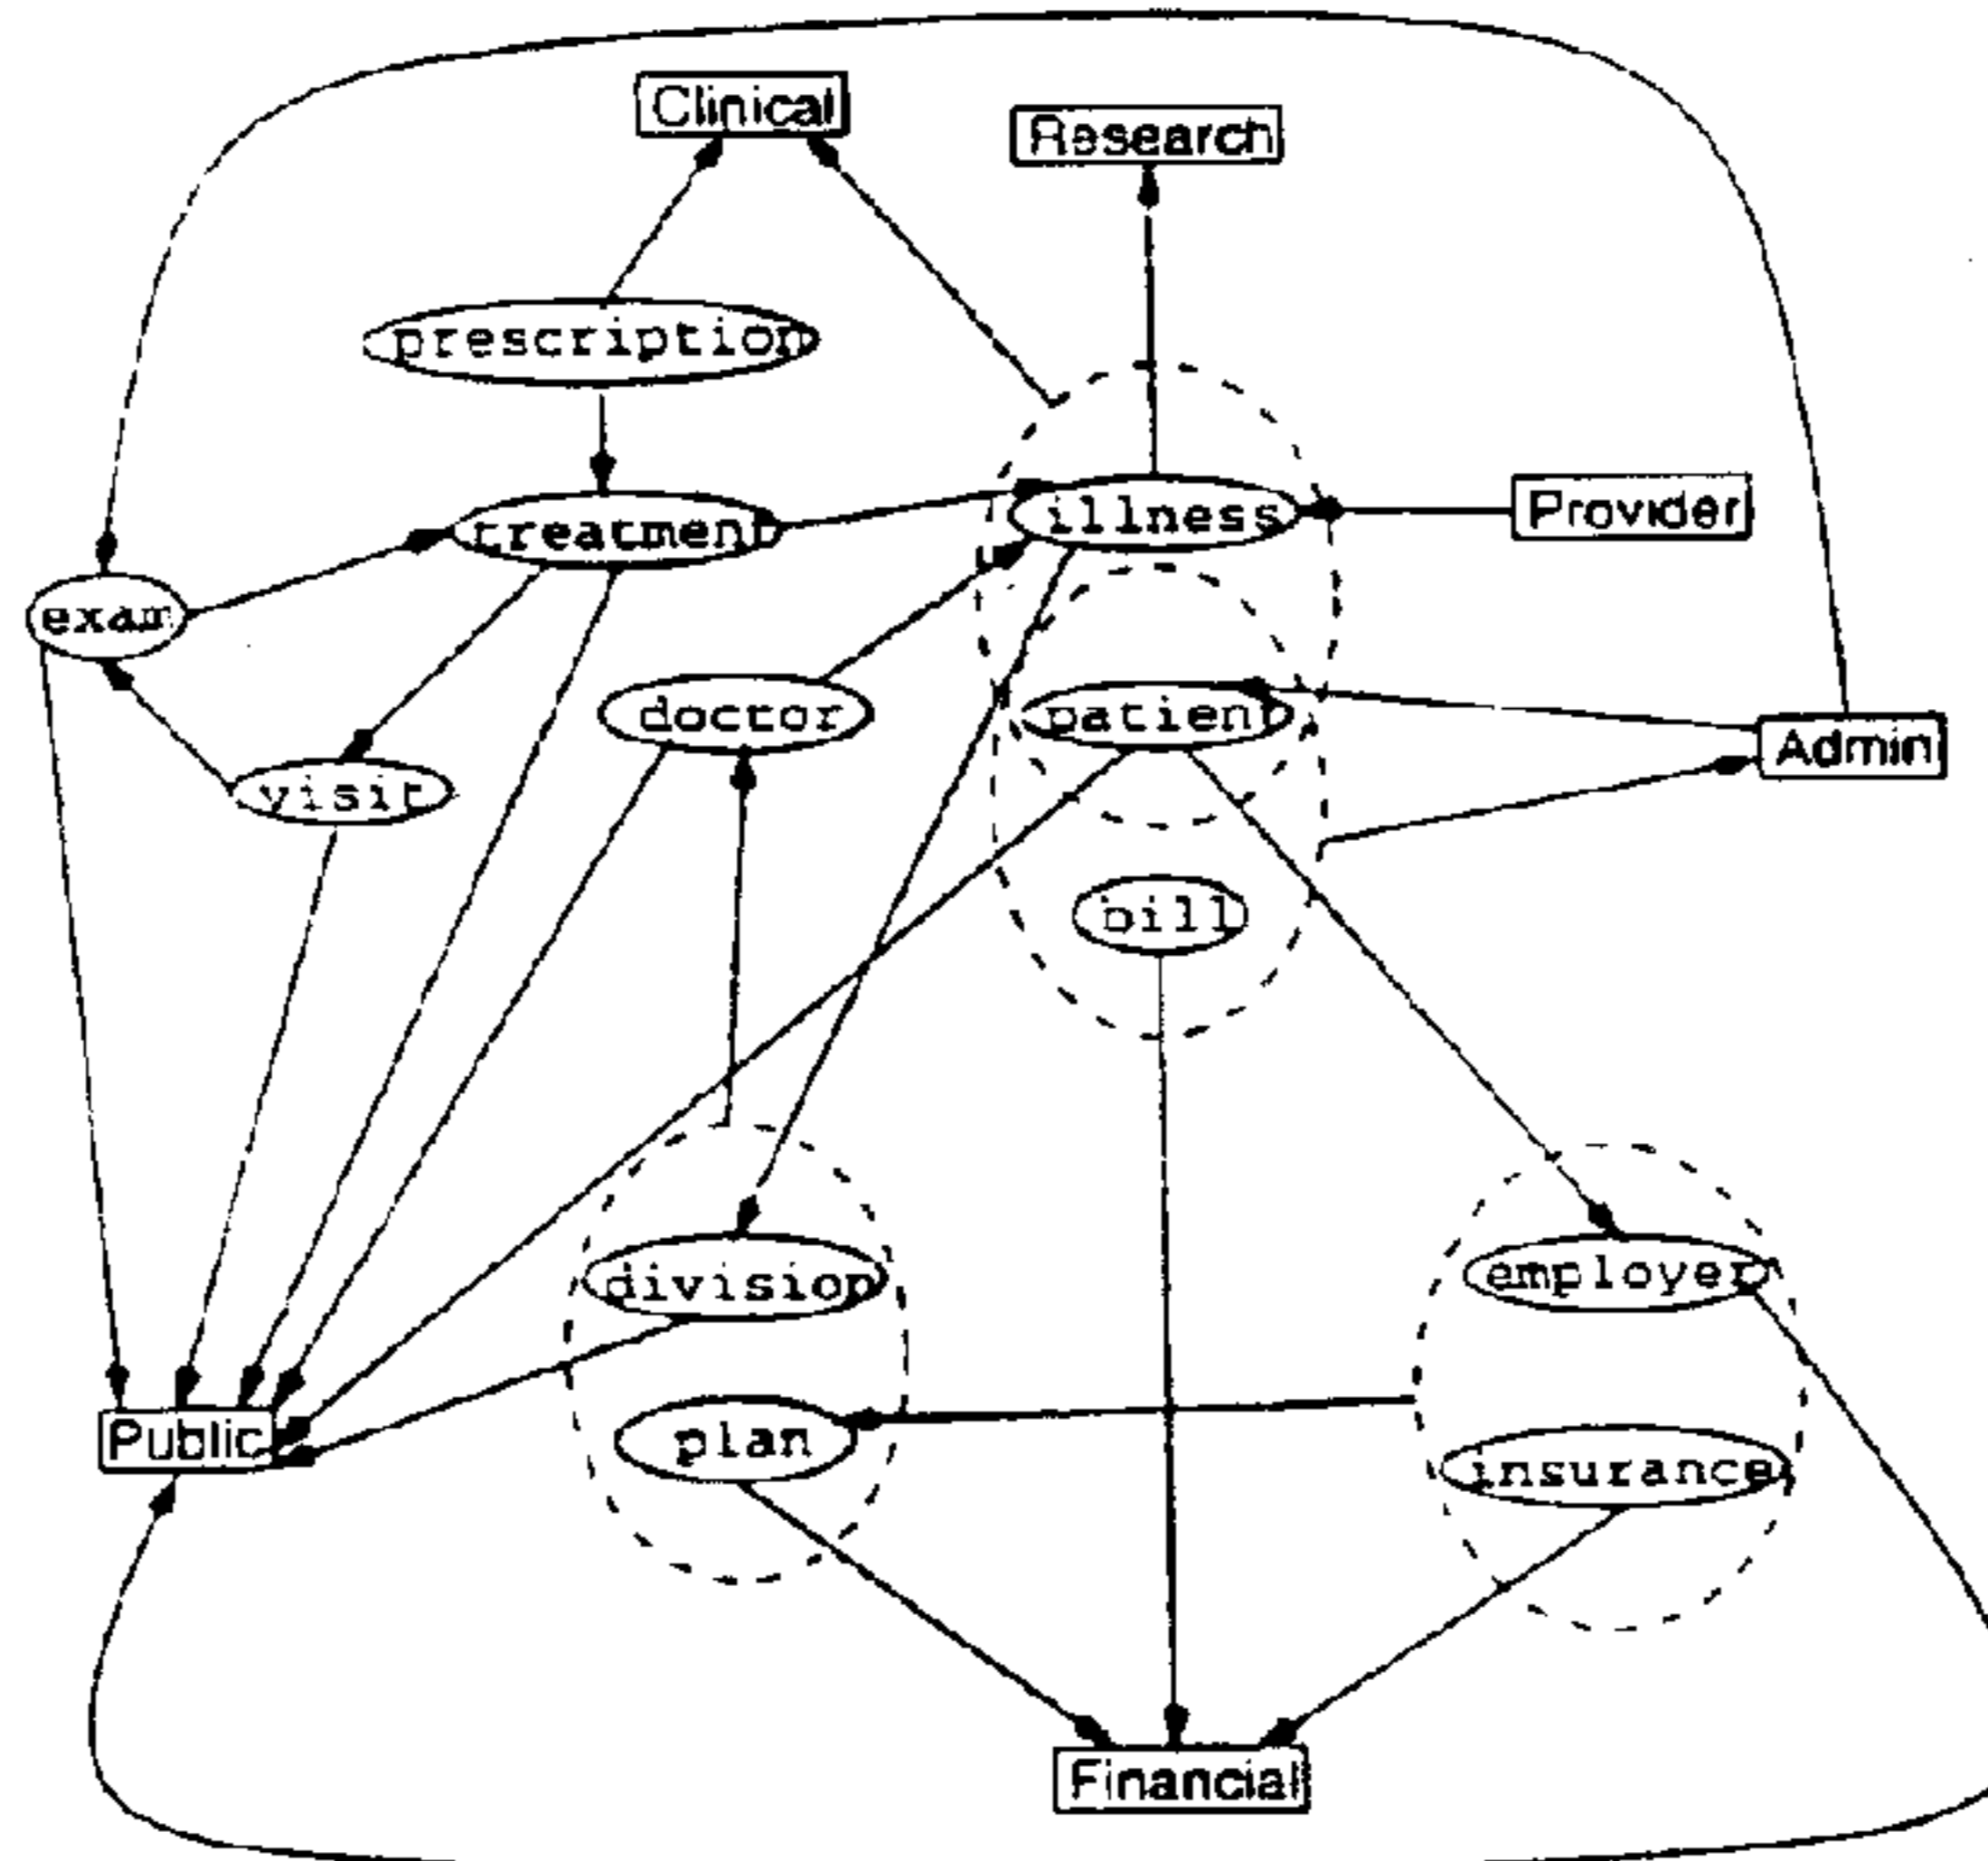 Clinical
Research
prescription
treatment
illness
Provider
exam
doctor
patient
Admin
visit
bill
division
employer
Public
plan
insurance
Financial